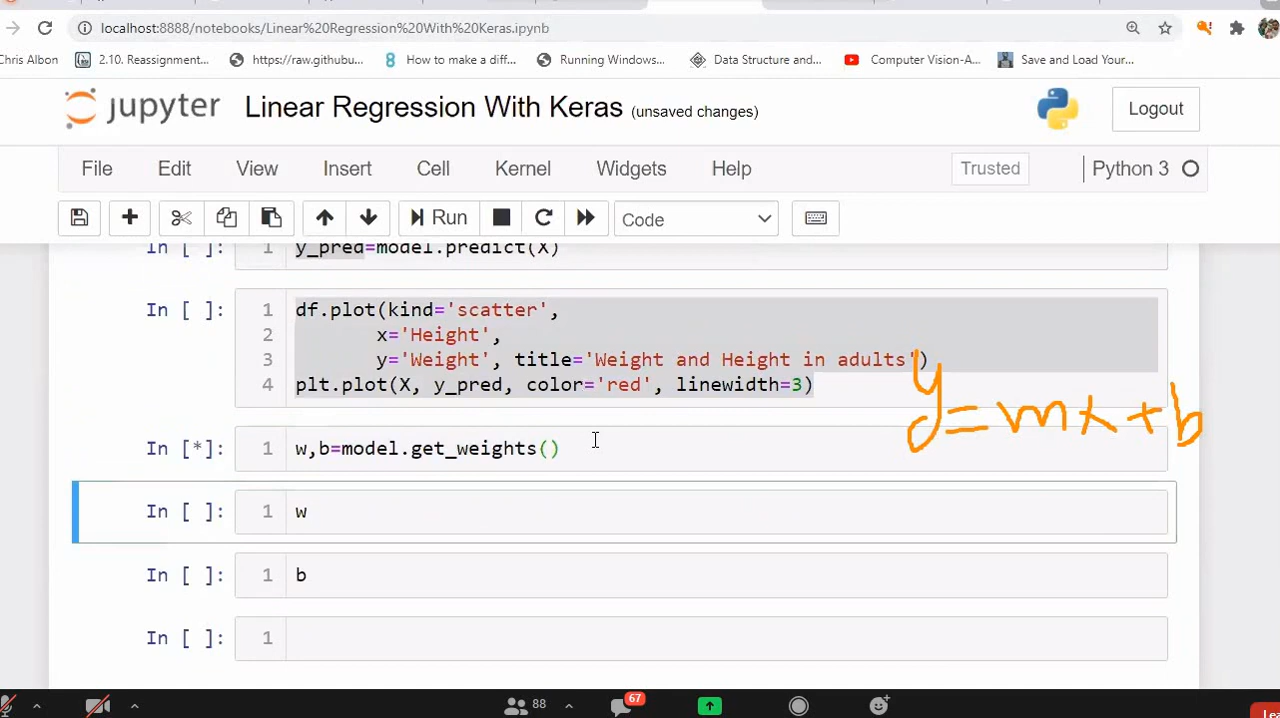 localhost:8888/notebooks/Linear%20Regression%20With%20Keras.ipynb
Chris Albon
2.10. Reassignment...
https://rov.githubu...
How to make a diff...
Running Windows...
Data Structure and...
Computer Vision-A...
Save and Load Your...
jupyter Linear Regression With Keras (unsaved changes)
Logout
File Edit View Insert Cell Kernel Widgets Help
Trusted
Python 3
Run
Code
In [ ]: 1 y_pred=model.predict(X)
In [ ]: 1 df.plot(kind='scatter',
2 x='Height',
3 y='Weight', title='Weight and Height in adults')
4 plt.plot(X, y_pred, color='red', linewidth=3)
y=mx+b
In [*]: 1 w,b=model.get_weights()
In [ ]: 1 w
In [ ]: 1 b
In [ ]: 1
88
67